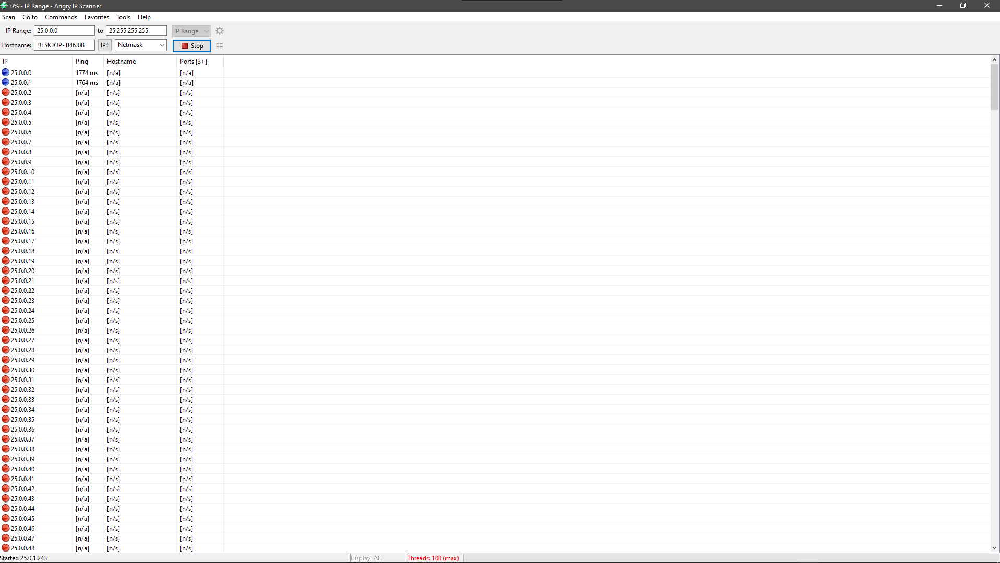 0% - IP Range - Angry IP Scanner
Scan Go to Commands Favorites Tools Help
IP Range: 25.0.0.0 to 25.255.255.255 IP Range
Hostname: DESKTOP-TJ46J0B IP↑ Netmask Stop
IP Ping Hostname Ports [3+]
25.0.0.0 1774 ms [n/a] [n/a]
25.0.0.1 1764 ms [n/a] [n/a]
25.0.0.2 [n/a] [n/s] [n/s]
25.0.0.3 [n/a] [n/s] [n/s]
25.0.0.4 [n/a] [n/s] [n/s]
25.0.0.5 [n/a] [n/s] [n/s]
25.0.0.6 [n/a] [n/s] [n/s]
25.0.0.7 [n/a] [n/s] [n/s]
25.0.0.8 [n/a] [n/s] [n/s]
25.0.0.9 [n/a] [n/s] [n/s]
25.0.0.10 [n/a] [n/s] [n/s]
25.0.0.11 [n/a] [n/s] [n/s]
25.0.0.12 [n/a] [n/s] [n/s]
25.0.0.13 [n/a] [n/s] [n/s]
25.0.0.14 [n/a] [n/s] [n/s]
25.0.0.15 [n/a] [n/s] [n/s]
25.0.0.16 [n/a] [n/s] [n/s]
25.0.0.17 [n/a] [n/s] [n/s]
25.0.0.18 [n/a] [n/s] [n/s]
25.0.0.19 [n/a] [n/s] [n/s]
25.0.0.20 [n/a] [n/s] [n/s]
25.0.0.21 [n/a] [n/s] [n/s]
25.0.0.22 [n/a] [n/s] [n/s]
25.0.0.23 [n/a] [n/s] [n/s]
25.0.0.24 [n/a] [n/s] [n/s]
25.0.0.25 [n/a] [n/s] [n/s]
25.0.0.26 [n/a] [n/s] [n/s]
25.0.0.27 [n/a] [n/s] [n/s]
25.0.0.28 [n/a] [n/s] [n/s]
25.0.0.29 [n/a] [n/s] [n/s]
25.0.0.30 [n/a] [n/s] [n/s]
25.0.0.31 [n/a] [n/s] [n/s]
25.0.0.32 [n/a] [n/s] [n/s]
25.0.0.33 [n/a] [n/s] [n/s]
25.0.0.34 [n/a] [n/s] [n/s]
25.0.0.35 [n/a] [n/s] [n/s]
25.0.0.36 [n/a] [n/s] [n/s]
25.0.0.37 [n/a] [n/s] [n/s]
25.0.0.38 [n/a] [n/s] [n/s]
25.0.0.39 [n/a] [n/s] [n/s]
25.0.0.40 [n/a] [n/s] [n/s]
25.0.0.41 [n/a] [n/s] [n/s]
25.0.0.42 [n/a] [n/s] [n/s]
25.0.0.43 [n/a] [n/s] [n/s]
25.0.0.44 [n/a] [n/s] [n/s]
25.0.0.45 [n/a] [n/s] [n/s]
25.0.0.46 [n/a] [n/s] [n/s]
25.0.0.47 [n/a] [n/s] [n/s]
25.0.0.48 [n/a] [n/s] [n/s]
Started 25.0.1.243 Display: All Threads: 100 (max)